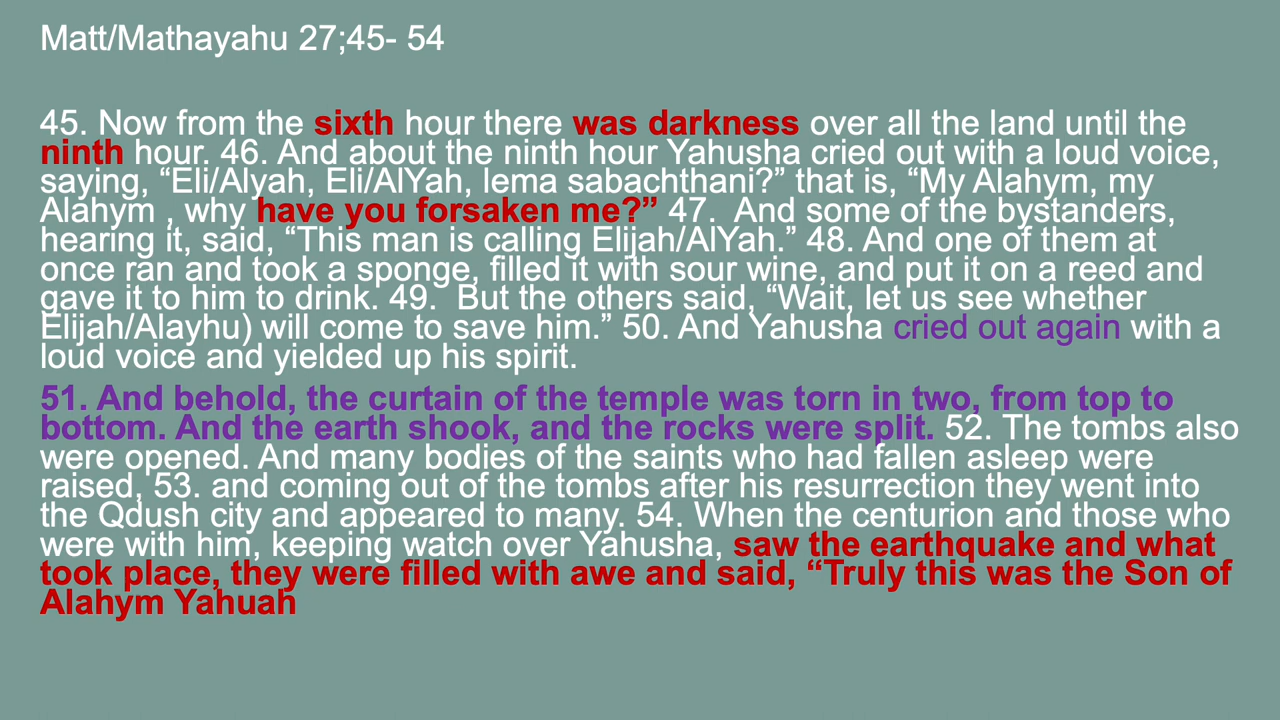 Matt/Mathayahu 27;45- 54
45. Now from the sixth hour there was darkness over all the land until the
ninth hour. 46. And about the ninth hour Yahusha cried out with a loud voice,
saying, “Eli/Alyah, Eli/AlYah, lema sabachthani?” that is, “My Alahym, my
Alahym , why have you forsaken me?” 47.  And some of the bystanders,
hearing it, said, “This man is calling Elijah/AlYah.” 48. And one of them at
once ran and took a sponge, filled it with sour wine, and put it on a reed and
gave it to him to drink. 49.  But the others said, “Wait, let us see whether
Elijah/Alayhu) will come to save him.” 50. And Yahusha cried out again with a
loud voice and yielded up his spirit.
51. And behold, the curtain of the temple was torn in two, from top to
bottom. And the earth shook, and the rocks were split. 52. The tombs also
were opened. And many bodies of the saints who had fallen asleep were
raised, 53. and coming out of the tombs after his resurrection they went into
the Qdush city and appeared to many. 54. When the centurion and those who
were with him, keeping watch over Yahusha, saw the earthquake and what
took place, they were filled with awe and said, “Truly this was the Son of
Alahym Yahuah